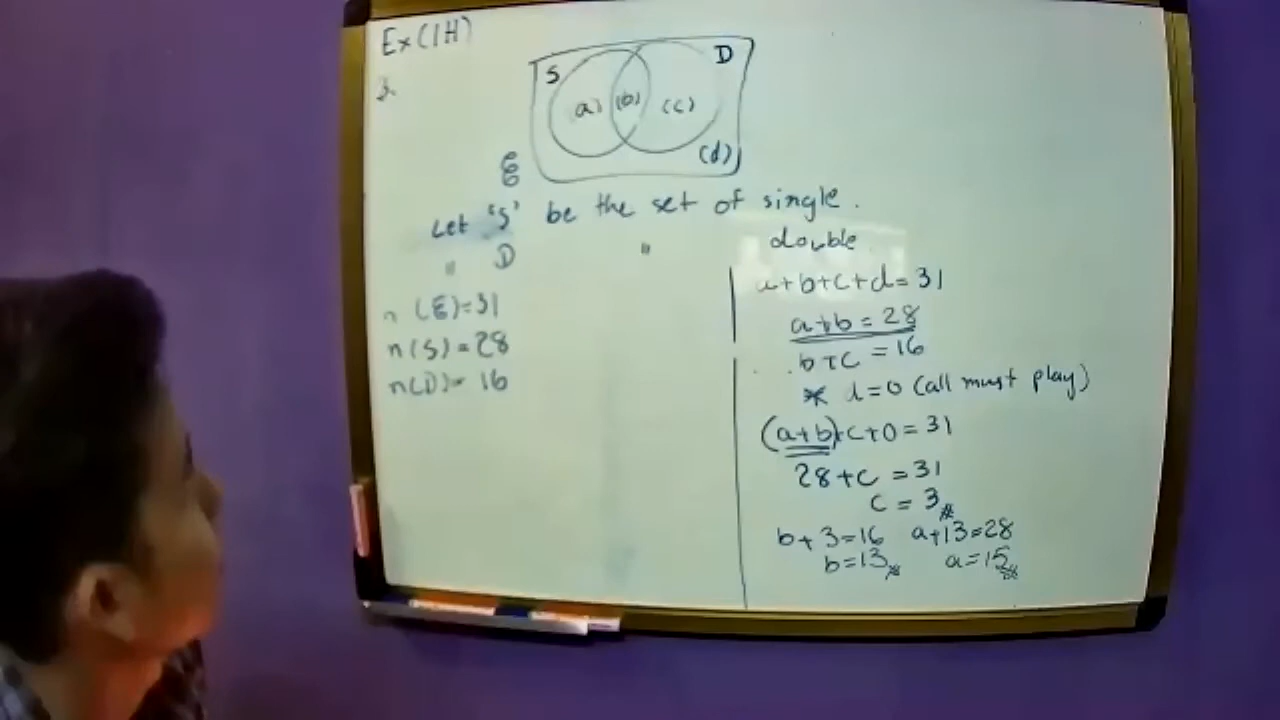 Ex (1H)
3.
S
D
(a) (b) (c)
(d)
ℰ
Let 'S' be the set of single.
" D " double
n (ℰ)=31
n(S) = 28
n(D) = 16
a+b+c+d=31
a+b = 28
b+c = 16
* d=0 (all must play)
(a+b)+c+0=31
28+c = 31
c = 3
b+3=16 a+13=28
b=13 a=15